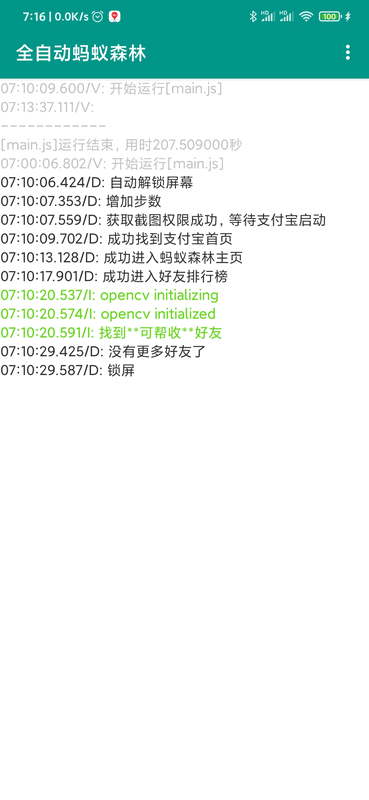 7:16 | 0.0K/s
HD HD 100
全自动蚂蚁森林
07:10:09.600/V: 开始运行[main.js]
07:13:37.111/V:
------------
[main.js]运行结束，用时207.509000秒
07:00:06.802/V: 开始运行[main.js]
07:10:06.424/D: 自动解锁屏幕
07:10:07.353/D: 增加步数
07:10:07.559/D: 获取截图权限成功，等待支付宝启动
07:10:09.702/D: 成功找到支付宝首页
07:10:13.128/D: 成功进入蚂蚁森林主页
07:10:17.901/D: 成功进入好友排行榜
07:10:20.537/I: opencv initializing
07:10:20.574/I: opencv initialized
07:10:20.591/I: 找到**可帮收**好友
07:10:29.425/D: 没有更多好友了
07:10:29.587/D: 锁屏